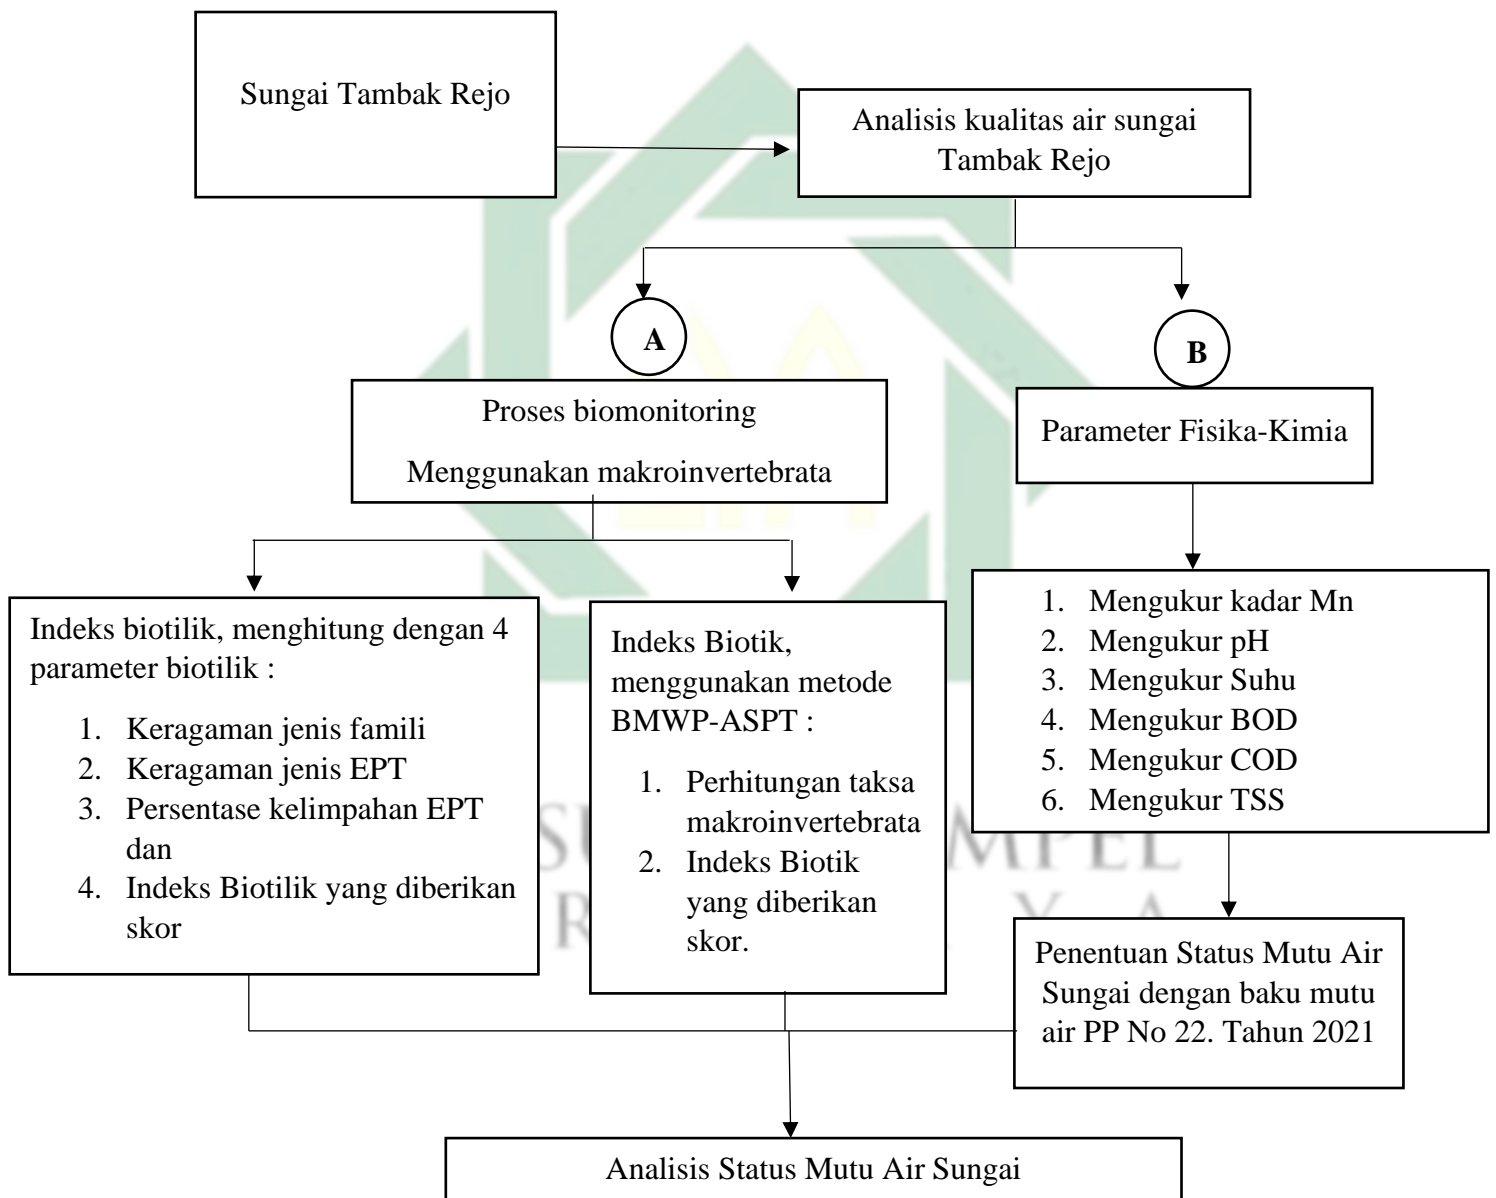 Sungai Tambak Rejo
Analisis kualitas air sungai
Tambak Rejo
A
B
Proses biomonitoring
Menggunakan makroinvertebrata
Parameter Fisika-Kimia
Indeks biotilik, menghitung dengan 4
parameter biotilik :
1. Keragaman jenis famili
2. Keragaman jenis EPT
3. Persentase kelimpahan EPT
dan
4. Indeks Biotilik yang diberikan
skor
Indeks Biotik,
menggunakan metode
BMWP-ASPT :
1. Perhitungan taksa
makroinvertebrata
2. Indeks Biotik
yang diberikan
skor.
1. Mengukur kadar Mn
2. Mengukur pH
3. Mengukur Suhu
4. Mengukur BOD
5. Mengukur COD
6. Mengukur TSS
Penentuan Status Mutu Air
Sungai dengan baku mutu
air PP No 22. Tahun 2021
Analisis Status Mutu Air Sungai